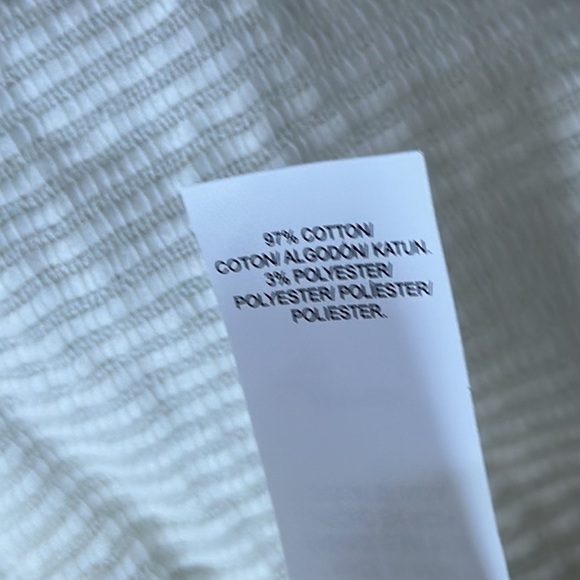 97% COTTON/
COTON/ ALGODÓN/ KATUN.
3% POLYESTER/
POLYESTER/ POLIÉSTER/
POLIESTER.